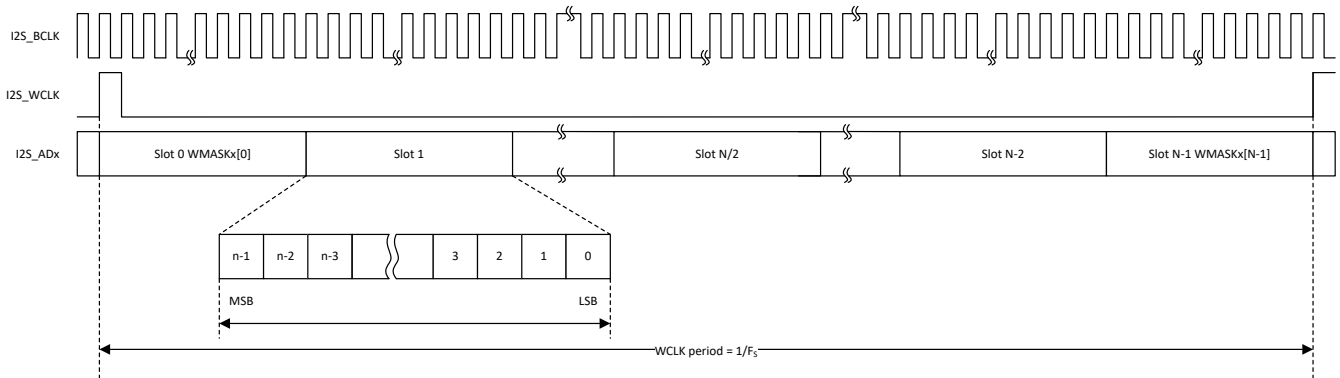 I2S_BCLK
I2S_WCLK
I2S_ADx
Slot 0 WMASKx[0]
Slot 1
Slot N/2
Slot N-2
Slot N-1 WMASKx[N-1]
n-1
n-2
n-3
3
2
1
0
MSB
LSB
WCLK period = 1/FS